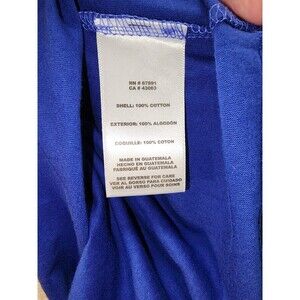 RN # 67891
CA # 43083
SHELL: 100% COTTON
EXTERIOR: 100% ALGODÓN
COQUILLE: 100% COTON
MADE IN GUATEMALA
HECHO EN GUATEMALA
FABRIQUÉ AU GUATEMALA
SEE REVERSE FOR CARE
VER AL DORSO PARA CUIDADO
VOIR AU VERSO POUR SOINS